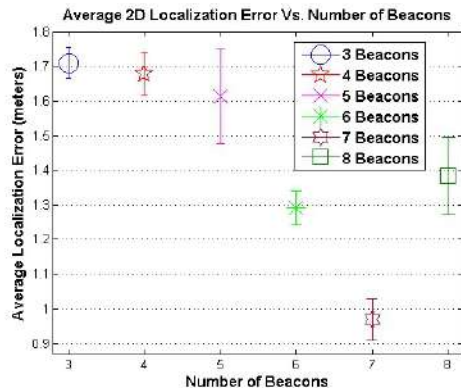 Average 2D Localization Error Vs. Number of Beacons
1.8
1.7
1.6
1.5
1.4
1.3
1.2
1.1
1
0.9
Average Localization Error (meters)
3 Beacons
4 Beacons
5 Beacons
6 Beacons
7 Beacons
8 Beacons
3 4 5 6 7 8
Number of Beacons